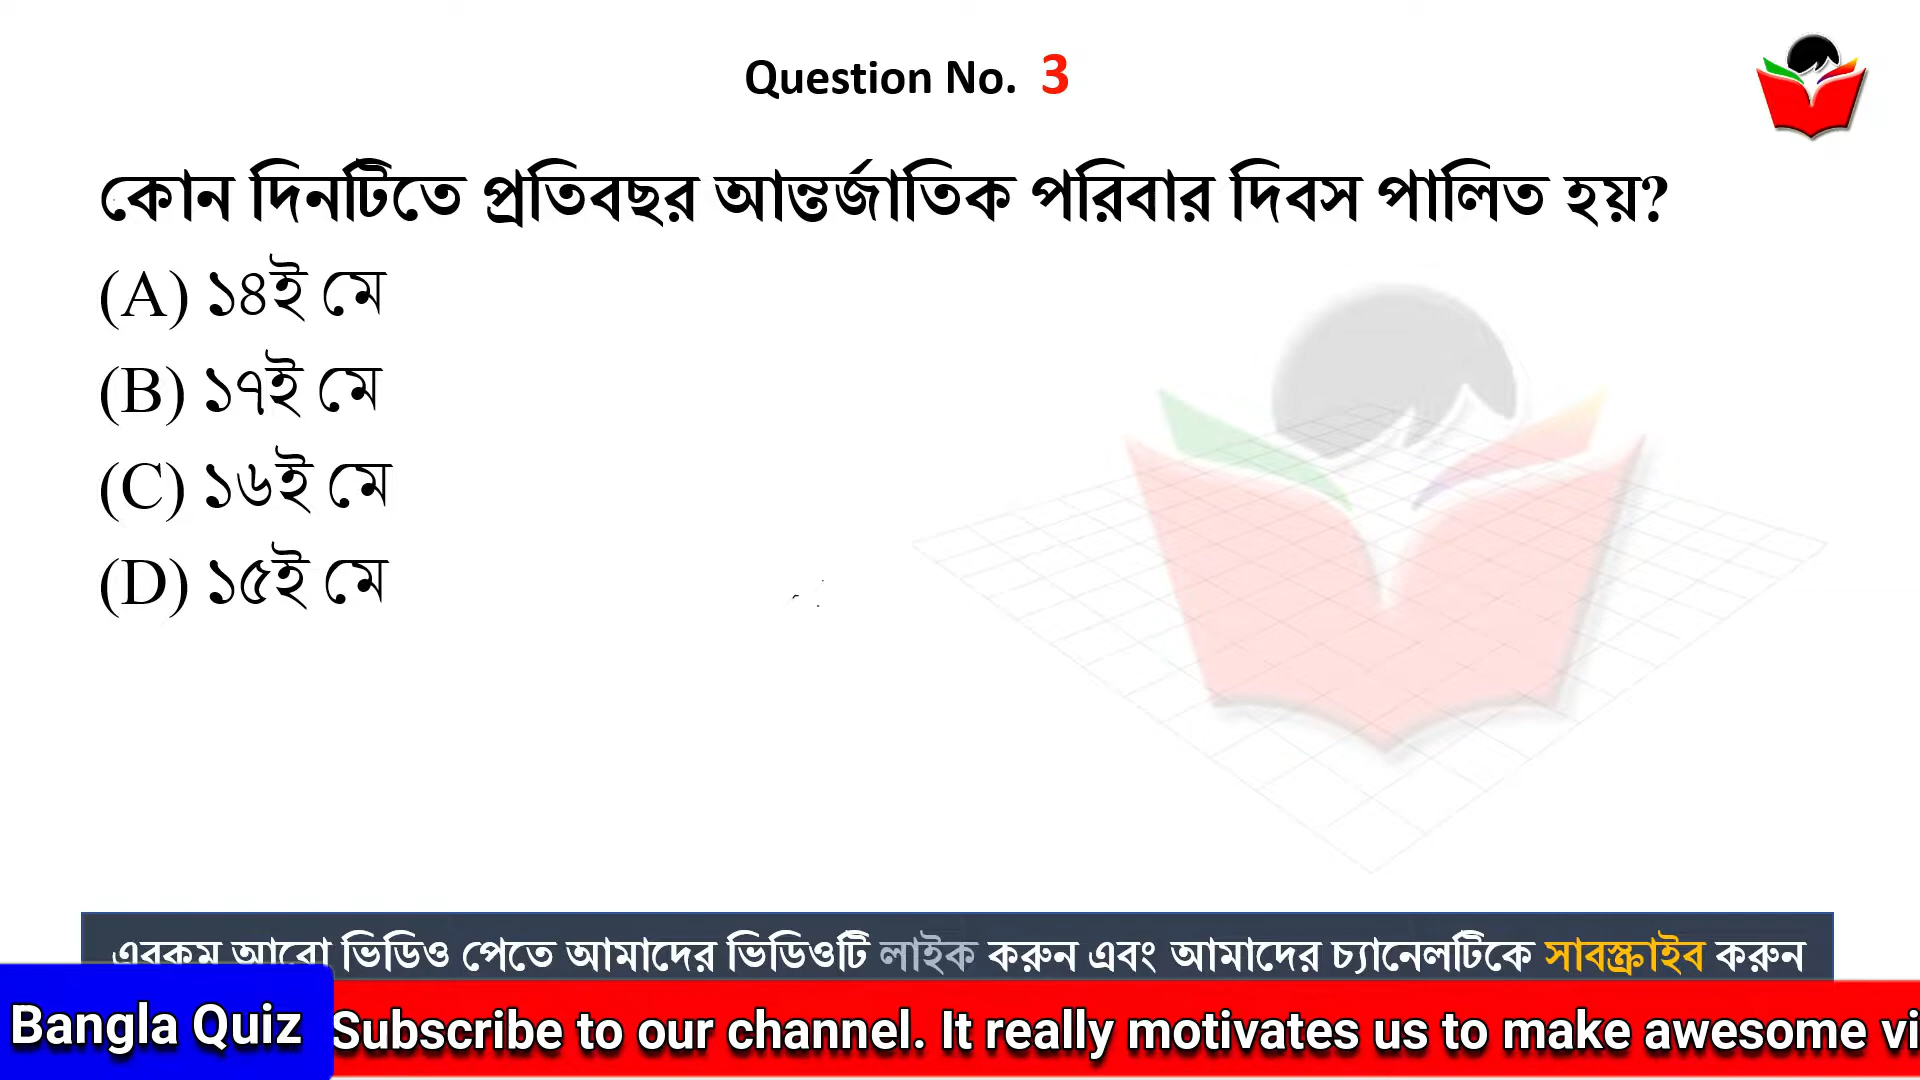 Question No. 3
কোন দিনটিতে প্রতিবছর আন্তর্জাতিক পরিবার দিবস পালিত হয়?
(A) ১৪ই মে
(B) ১৭ই মে
(C) ১৬ই মে
(D) ১৫ই মে
এরকম আরো ভিডিও পেতে আমাদের ভিডিওটি লাইক করুন এবং আমাদের চ্যানেলটিকে সাবস্ক্রাইব করুন
Bangla Quiz
Subscribe to our channel. It really motivates us to make awesome vi